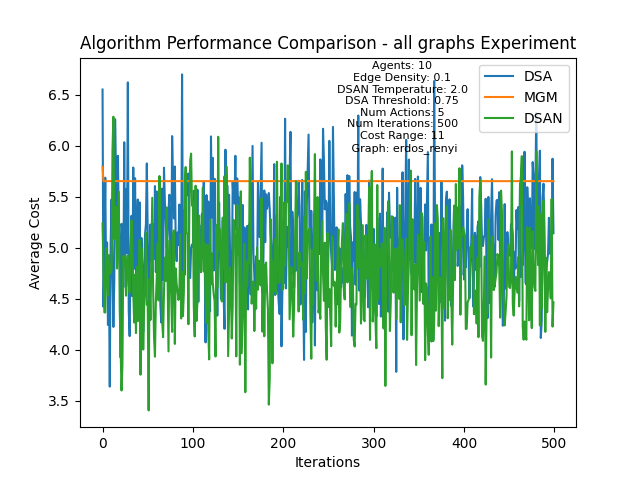 Algorithm Performance Comparison - all graphs Experiment
Agents: 10
Edge Density: 0.1
DSAN Temperature: 2.0
DSA Threshold: 0.75
Num Actions: 5
Num Iterations: 500
Cost Range: 11
Graph: erdos_renyi
DSA
MGM
DSAN
Average Cost
6.5
6.0
5.5
5.0
4.5
4.0
3.5
0
100
200
300
400
500
Iterations